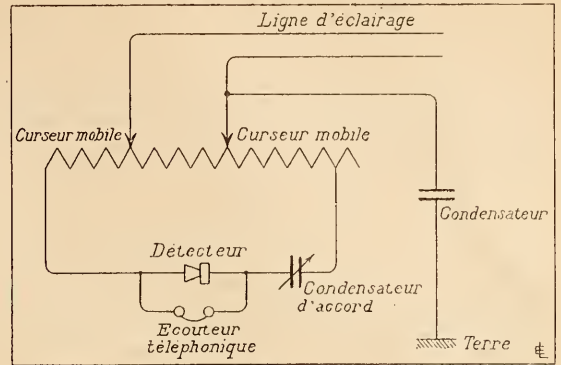 Ligne d'éclairage
Curseur mobile
Curseur mobile
Condensateur
Détecteur
Condensateur
d'accord
Ecouteur
téléphonique
Terre